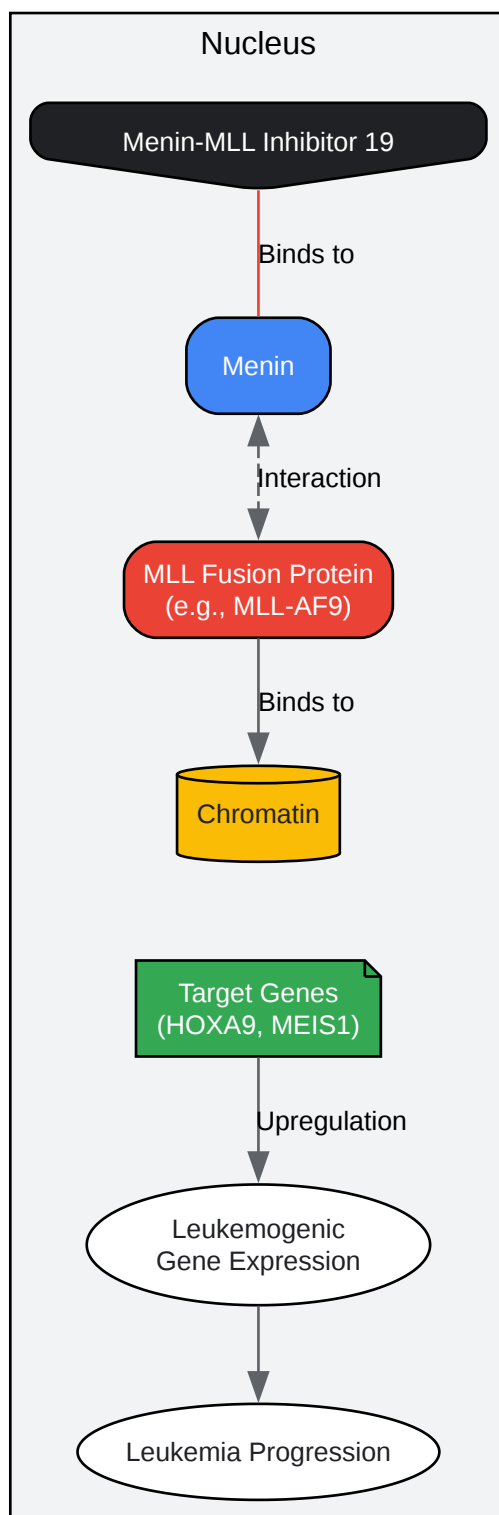 Nucleus
Menin-MLL Inhibitor 19
Binds to
Menin
Interaction
MLL Fusion Protein
(e.g., MLL-AF9)
Binds to
Chromatin
Target Genes
(HOXA9, MEIS1)
Upregulation
Leukemogenic
Gene Expression
Leukemia Progression